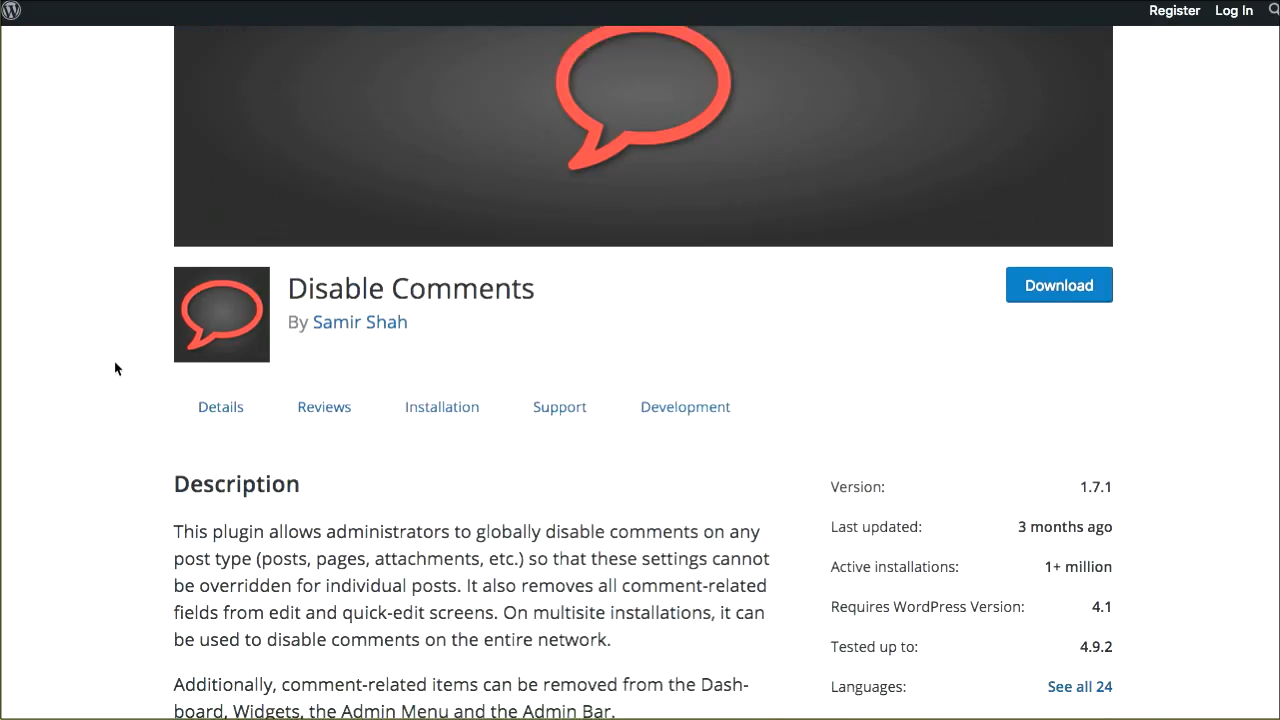 Register Log In
Disable Comments
By Samir Shah
Download
Details Reviews Installation Support Development
Description
This plugin allows administrators to globally disable comments on any
post type (posts, pages, attachments, etc.) so that these settings cannot
be overridden for individual posts. It also removes all comment-related
fields from edit and quick-edit screens. On multisite installations, it can
be used to disable comments on the entire network.
Additionally, comment-related items can be removed from the Dash-
board, Widgets, the Admin Menu and the Admin Bar.
Version: 1.7.1
Last updated: 3 months ago
Active installations: 1+ million
Requires WordPress Version: 4.1
Tested up to: 4.9.2
Languages: See all 24